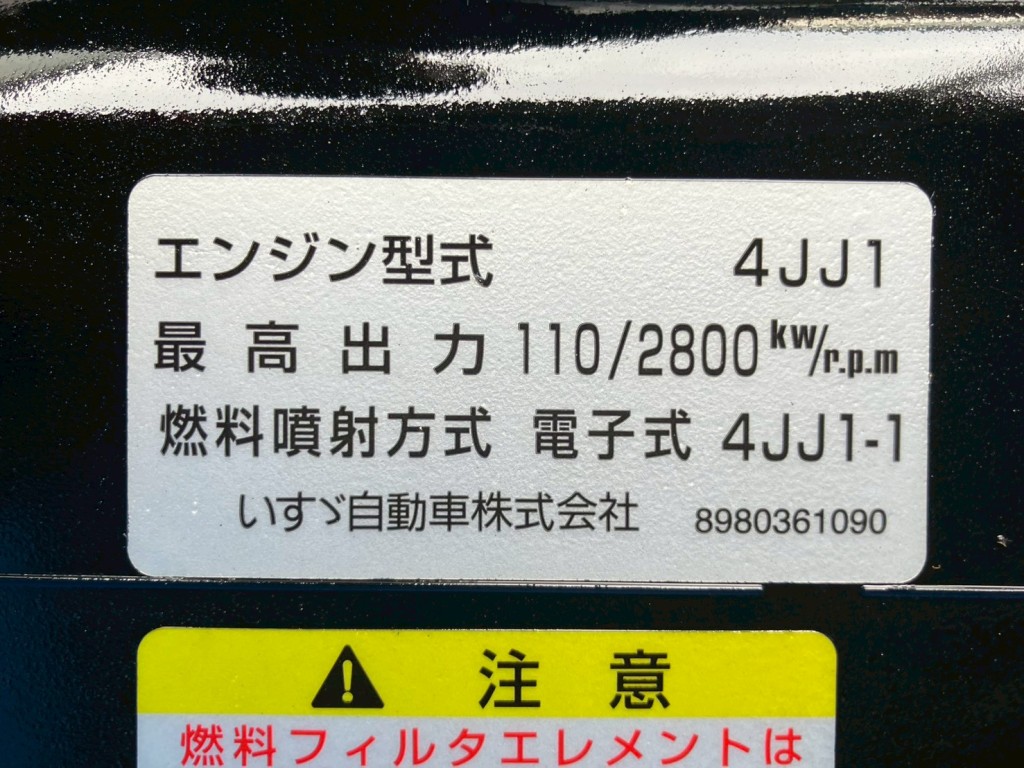 エンジン型式 4JJ1
最高出力 110/2800kw/r.p.m
燃料噴射方式 電子式 4JJ1-1
いすゞ自動車株式会社 8980361090
注意
燃料フィルタエレメントは